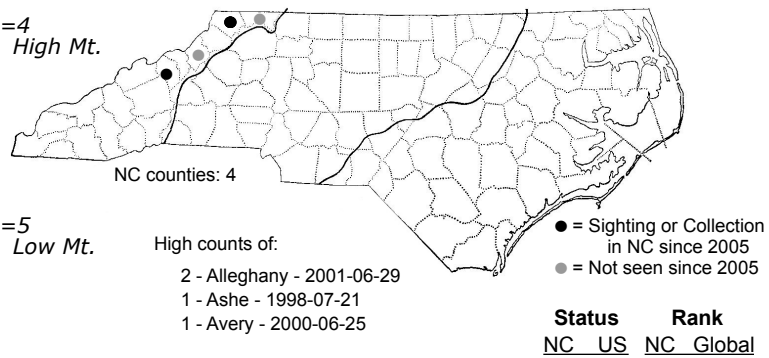 =4
High Mt.
NC counties: 4
=5
Low Mt.
High counts of:
2 - Alleghany - 2001-06-29
1 - Ashe - 1998-07-21
1 - Avery - 2000-06-25
= Sighting or Collection
in NC since 2005
= Not seen since 2005
Status Rank
NC US NC Global